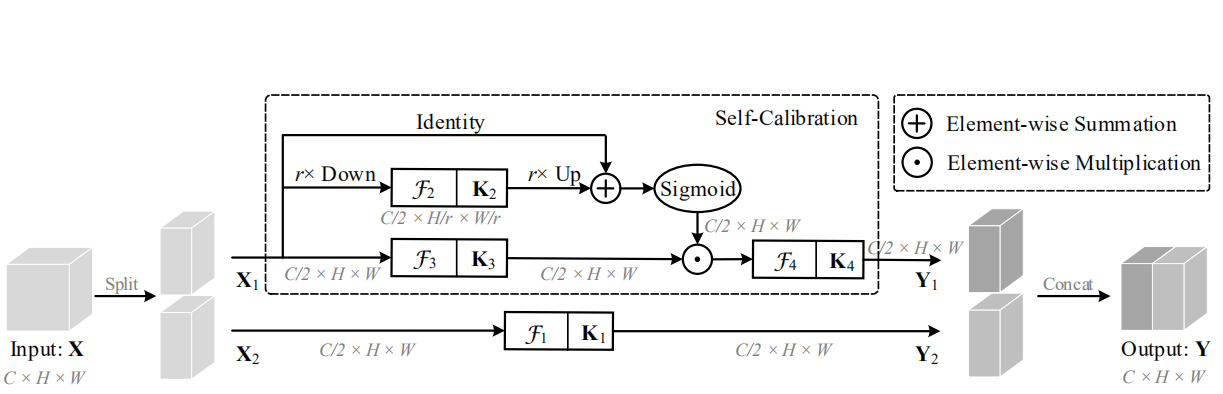 Identity
Self-Calibration
r× Down
ℱ2 K2
r× Up
Sigmoid
C/2 × H/r × W/r
C/2 × H × W
ℱ3 K3
ℱ4 K4
X1
C/2 × H × W
C/2 × H × W
C/2 × H × W
Y1
Element-wise Summation
Element-wise Multiplication
Split
Input: X
C × H × W
X2
C/2 × H × W
ℱ1 K1
C/2 × H × W
Y2
Concat
Output: Y
C × H × W